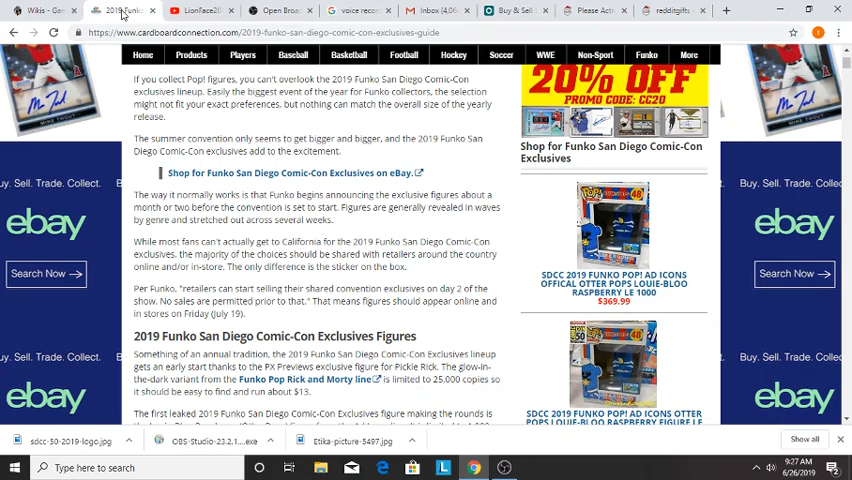 Wikis - Gam
2019 Funko
LionFace20
Open Broad
voice recor
Inbox (4,06
Buy & Sell
Please Activ
redditgifts -
https://www.cardboardconnection.com/2019-funko-san-diego-comic-con-exclusives-guide
Home Products Players Baseball Basketball Football Hockey Soccer WWE Non-Sport Funko More
If you collect Pop! figures, you can't overlook the 2019 Funko San Diego Comic-Con
exclusives lineup. Easily the biggest event of the year for Funko collectors, the selection
might not fit your exact preferences, but nothing can match the overall size of the yearly
release.
The summer convention only seems to get bigger and bigger, and the 2019 Funko San
Diego Comic-Con exclusives add to the excitement.
Shop for Funko San Diego Comic-Con Exclusives on eBay.
The way it normally works is that Funko begins announcing the exclusive figures about a
month or two before the convention is set to start. Figures are generally revealed in waves
by genre and stretched out across several weeks.
While most fans can't actually get to California for the 2019 Funko San Diego Comic-Con
exclusives, the majority of the choices should be shared with retailers around the country
online and/or in-store. The only difference is the sticker on the box.
Per Funko, "retailers can start selling their shared convention exclusives on day 2 of the
show. No sales are permitted prior to that." That means figures should appear online and
in stores on Friday (July 19).
2019 Funko San Diego Comic-Con Exclusives Figures
Something of an annual tradition, the 2019 Funko San Diego Comic-Con Exclusives lineup
gets an early start thanks to the PX Previews exclusive figure for Pickle Rick. The glow-in-
the-dark variant from the Funko Pop Rick and Morty line is limited to 25,000 copies so
it should be easy to find and run about $13.
The first leaked 2019 Funko San Diego Comic-Con Exclusives figure making the rounds is
20% OFF
PROMO CODE: CC20
Shop for Funko San Diego Comic-Con
Exclusives
POP!
48
SDCC 2019 FUNKO POP! AD ICONS
OFFICAL OTTER POPS LOUIE-BLOO
RASPBERRY LE 1000
$369.99
48
SDCC 2019 FUNKO POP! AD ICONS OTTER
POPS LOUIE-BLOO RASPBERRY FIGURE LE
uy. Sell. Trade. Collect.
ebay
Search Now
uy. Sell. Trade. Collect.
ebay
Buy. Sell. Trade. Collect.
ebay
Search Now
Buy. Sell. Trade. Collect.
ebay
sdcc-50-2019-logo.jpg
OBS-Studio-23.2.1....exe
Etika-picture-5497.jpg
Show all
Type here to search
9:27 AM
6/26/2019